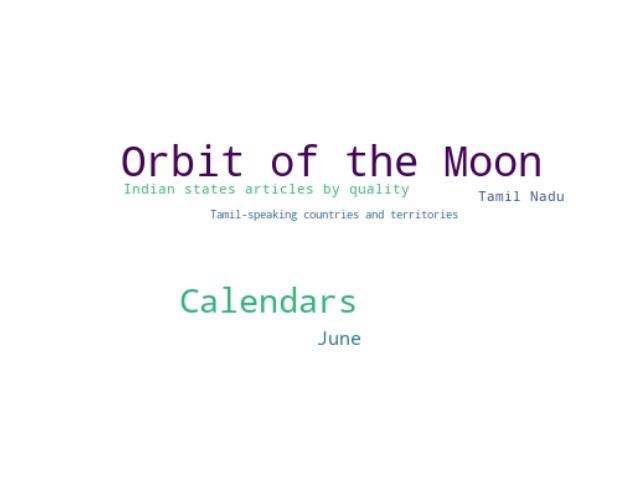 Orbit of the Moon
Indian states articles by quality
Tamil Nadu
Tamil-speaking countries and territories
Calendars
June